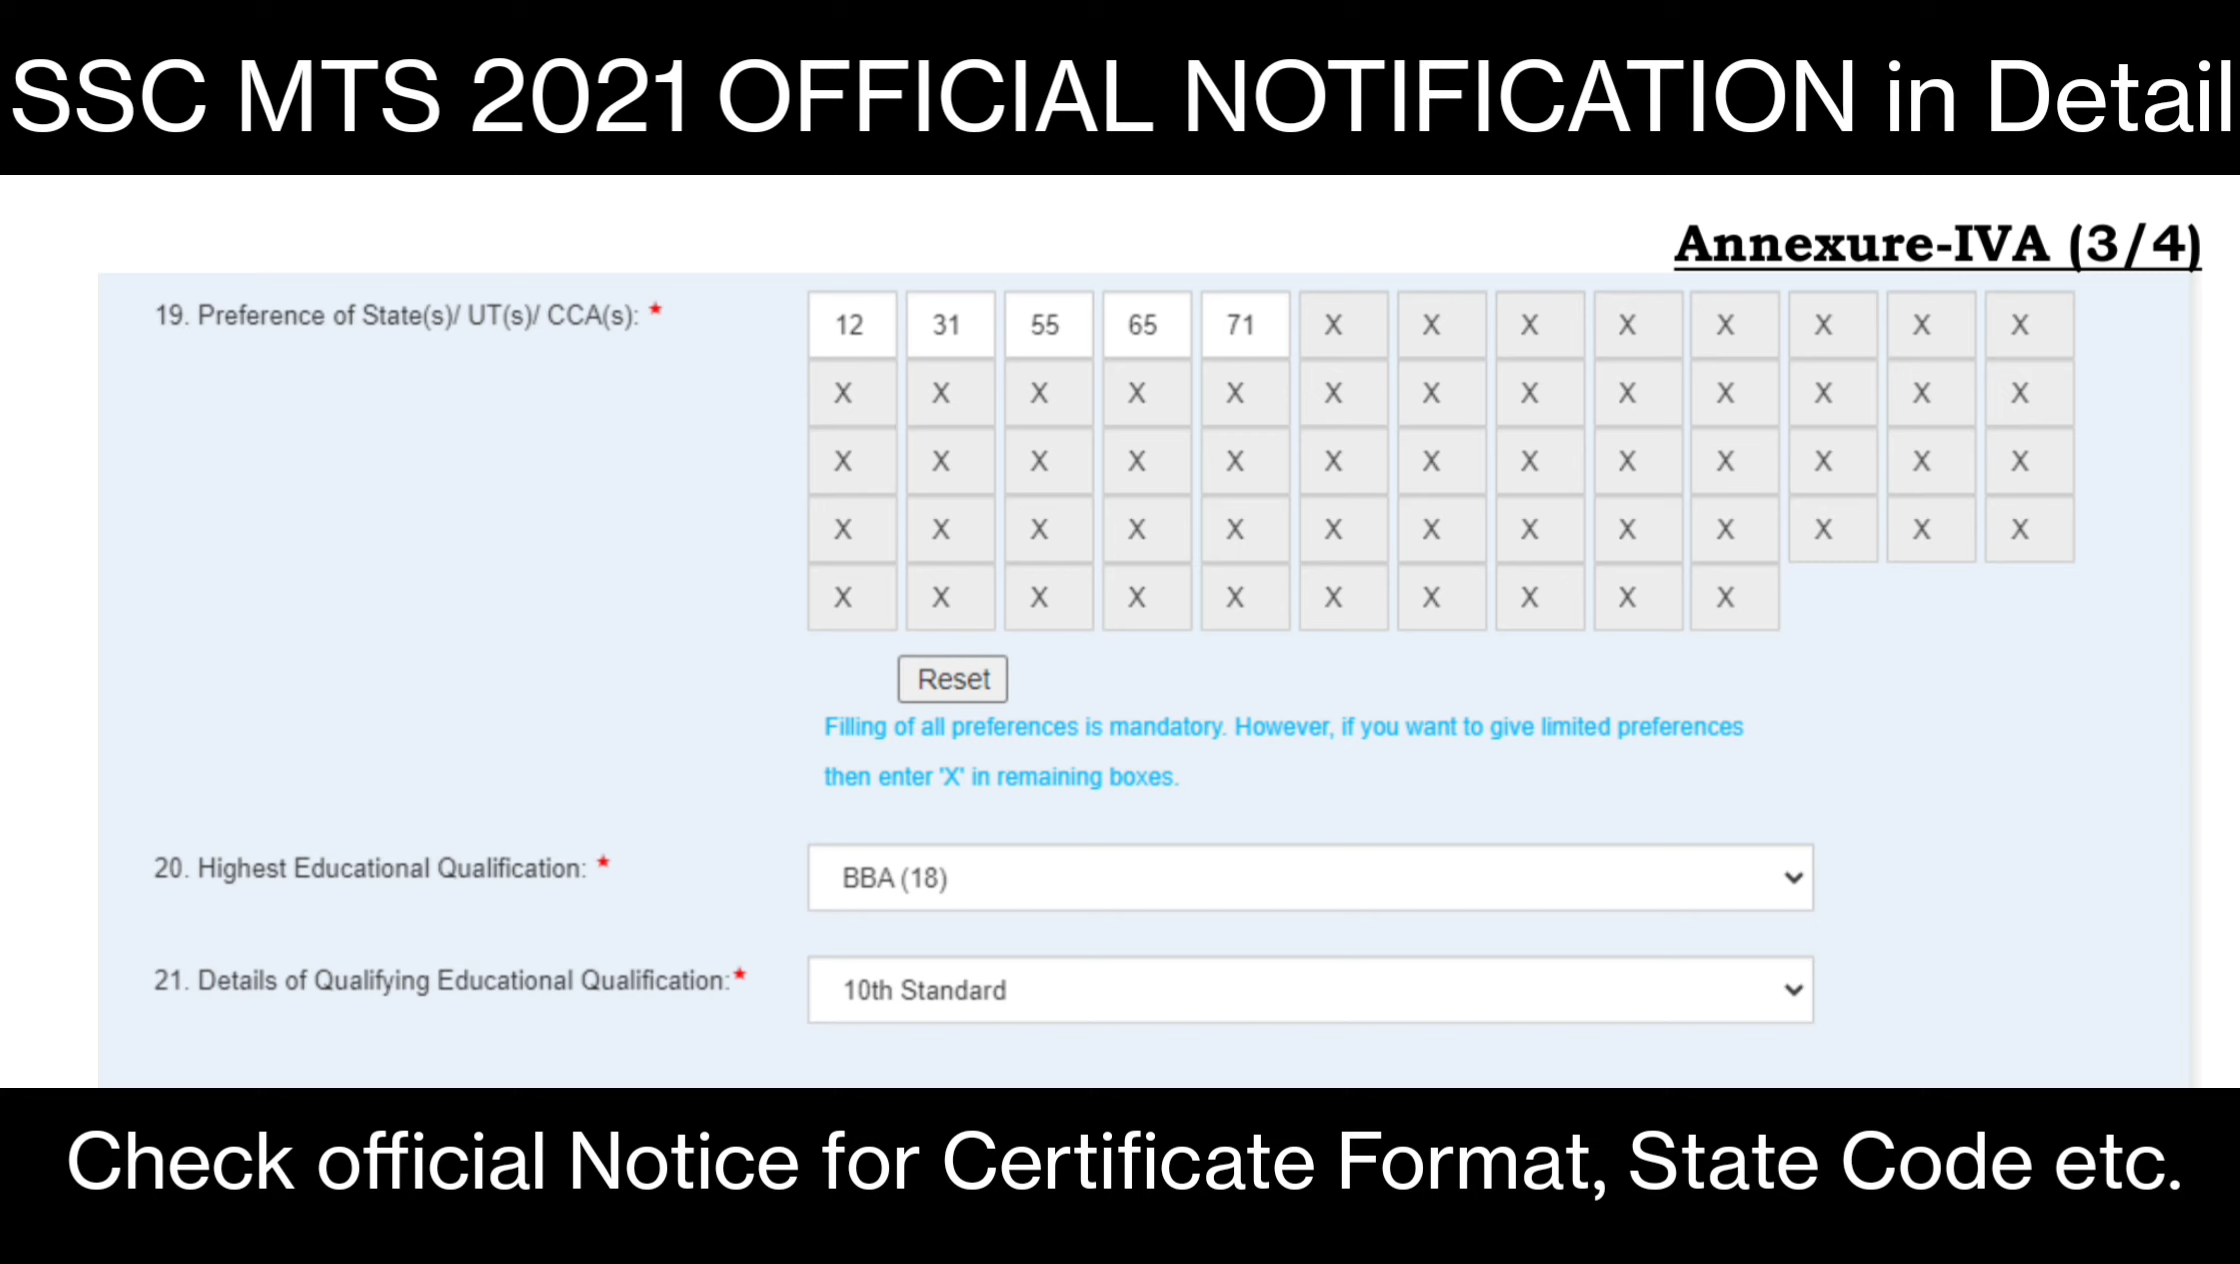 SSC MTS 2021 OFFICIAL NOTIFICATION in Detail
Annexure-IVA (3/4)
19. Preference of State(s)/ UT(s)/ CCA(s): * 12 31 55 65 71 X X X X X X X X
X X X X X X X X X X X X X
X X X X X X X X X X X X X
X X X X X X X X X X X X X
X X X X X X X X X X
Reset
Filling of all preferences is mandatory. However, if you want to give limited preferences
then enter 'X' in remaining boxes.
20. Highest Educational Qualification: * BBA (18)
21. Details of Qualifying Educational Qualification:* 10th Standard
Check official Notice for Certificate Format, State Code etc.